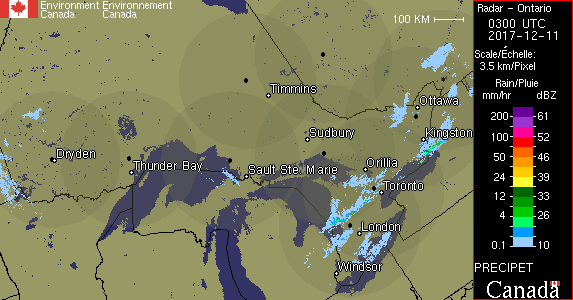 Environment Environnement
Canada Canada
100 KM
Timmins
Ottawa
Sudbury
Kingston
Dryden
Thunder Bay
Sault Ste. Marie
Orillia
Toronto
London
Windsor
Radar - Ontario
0300 UTC
2017-12-11
Scale/Échelle:
3.5 km/Pixel
Rain/Pluie
mm/hr dBZ
200 61
100 52
50 46
24 39
12 33
4 26
0.1 10
PRECIPET
Canada